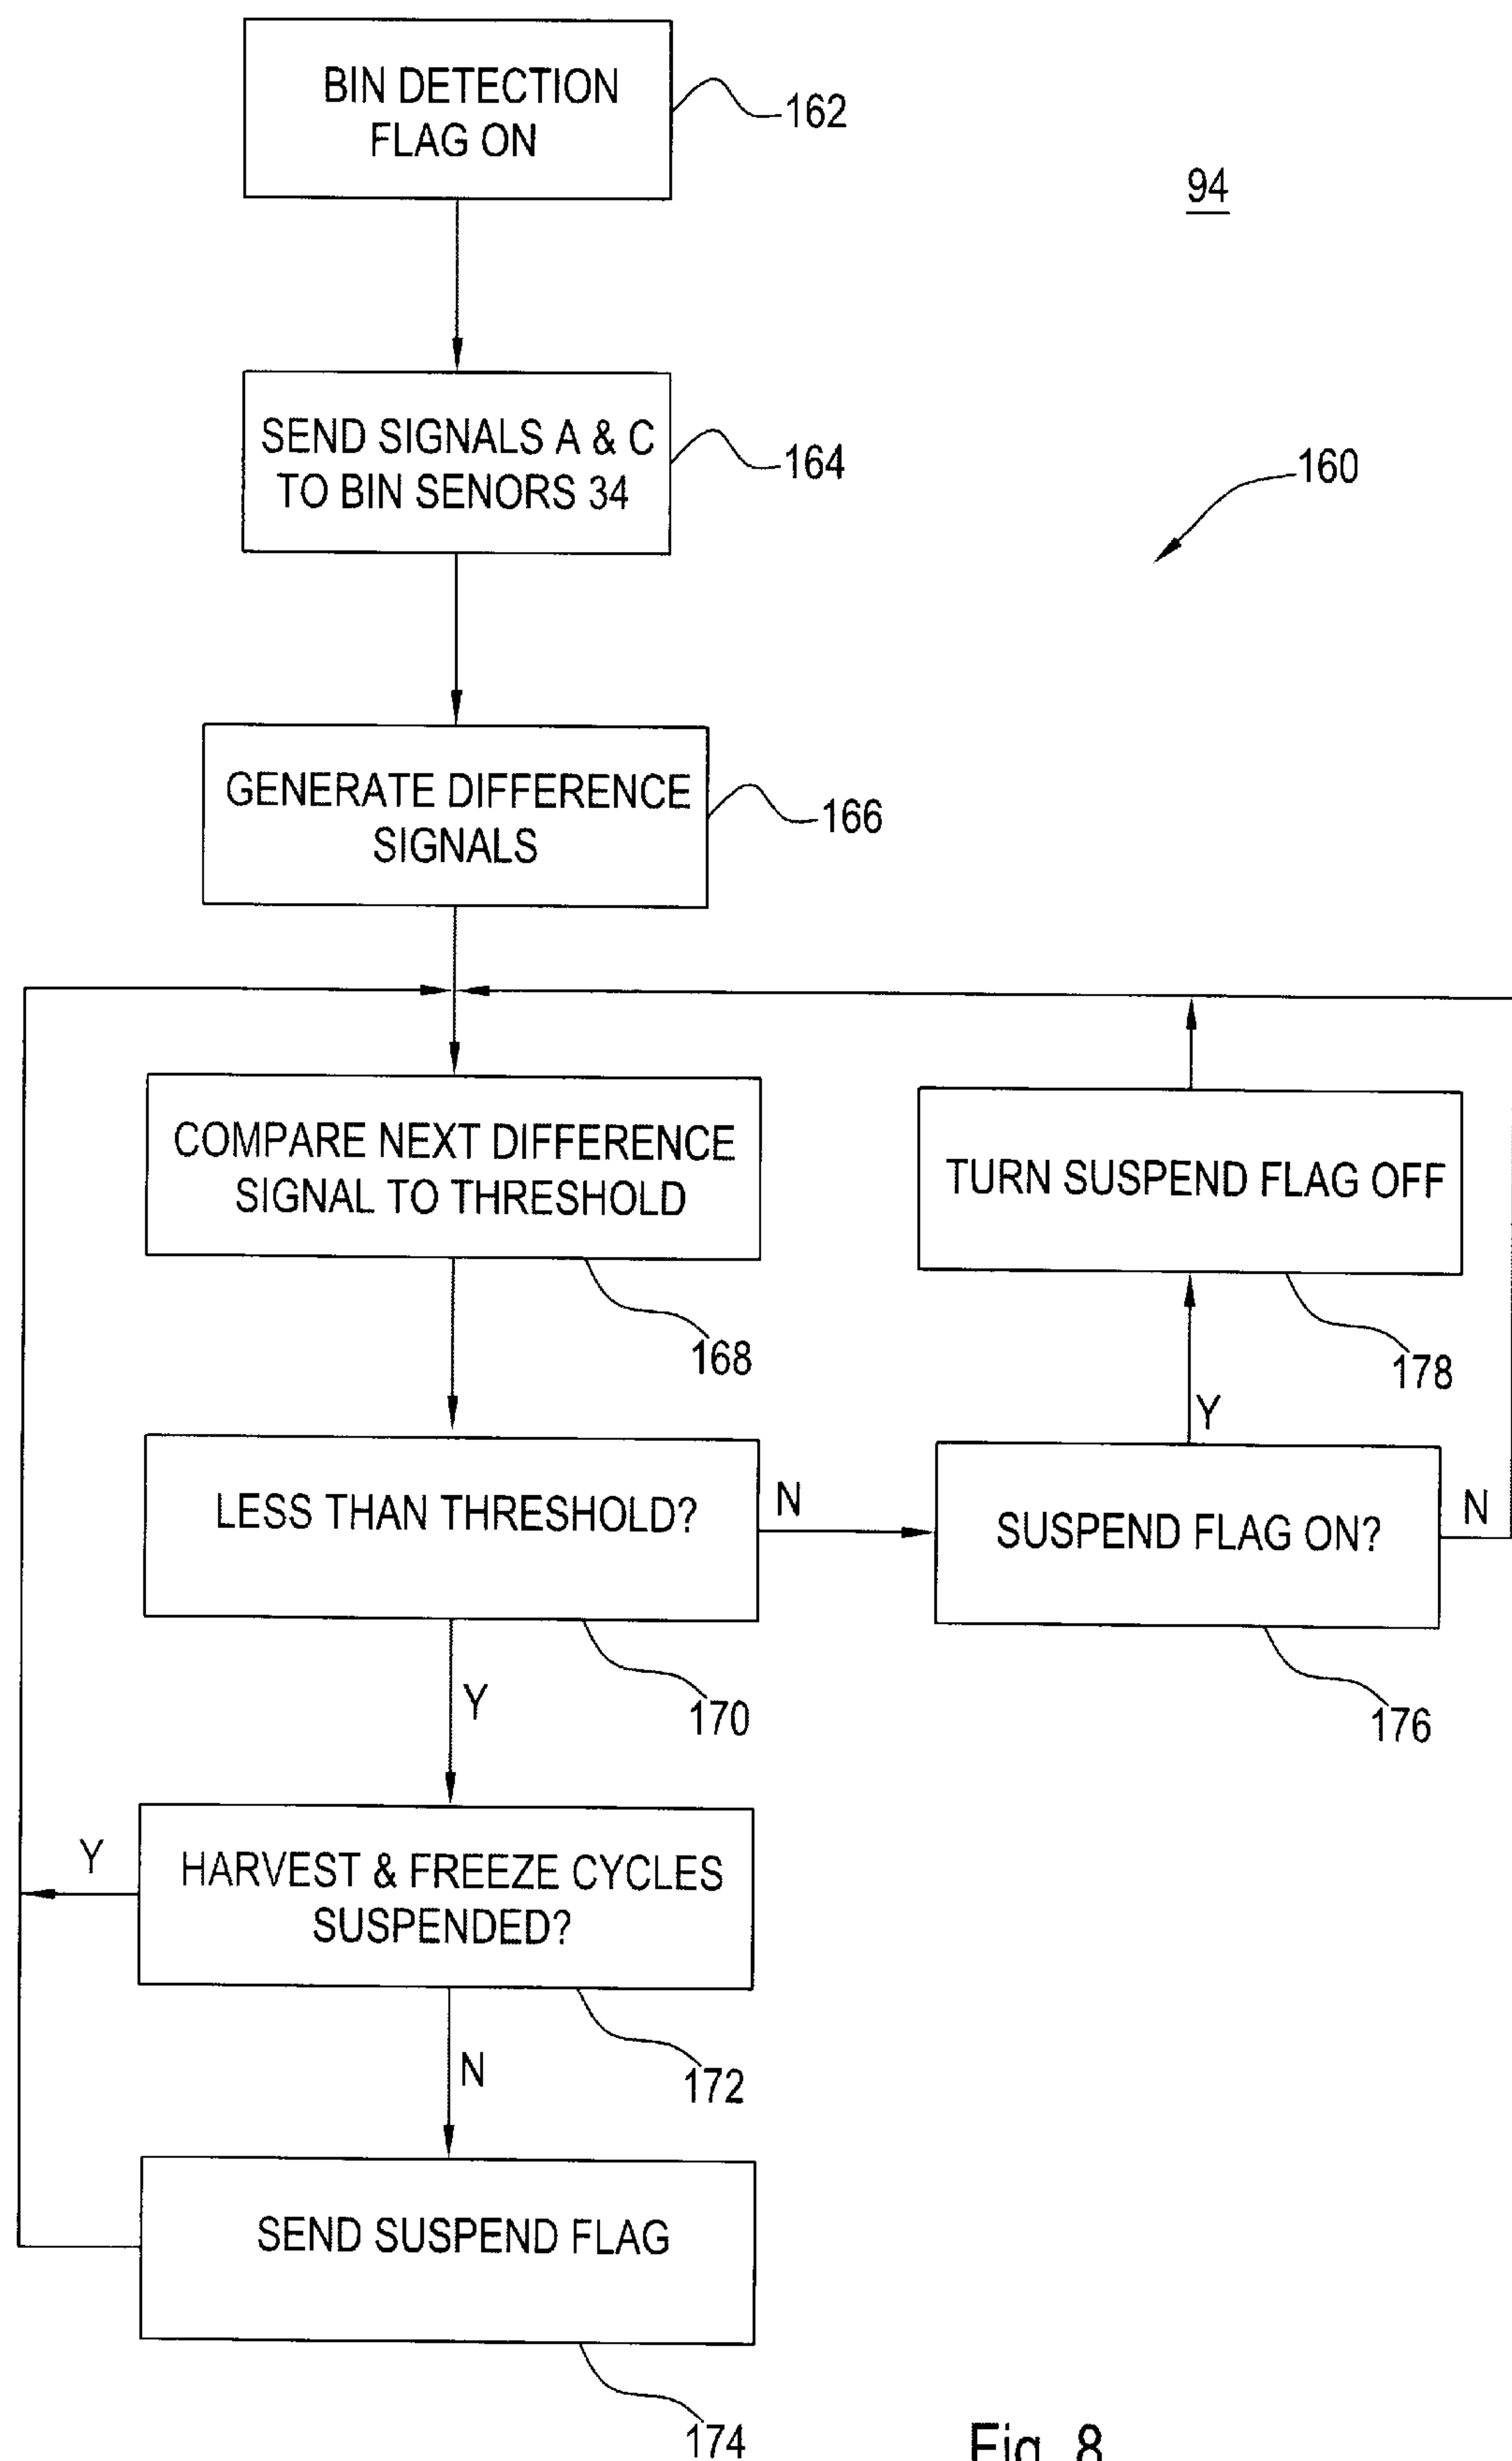 BIN DETECTION
FLAG ON
162
94
SEND SIGNALS A & C
TO BIN SENORS 34
164
160
GENERATE DIFFERENCE
SIGNALS
166
COMPARE NEXT DIFFERENCE
SIGNAL TO THRESHOLD
168
TURN SUSPEND FLAG OFF
178
Y
LESS THAN THRESHOLD?
N
SUSPEND FLAG ON?
N
170
176
Y
HARVEST & FREEZE CYCLES
SUSPENDED?
Y
172
N
SEND SUSPEND FLAG
174
Fig. 8